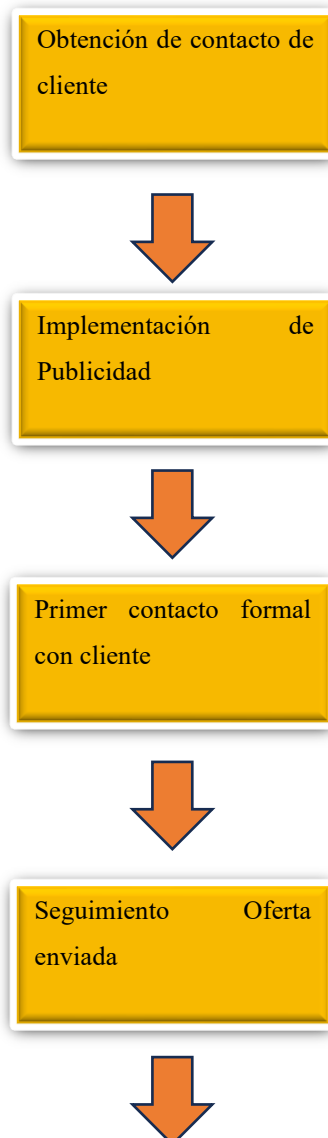 Obtención de contacto de
cliente
Implementación de
Publicidad
Primer contacto formal
con cliente
Seguimiento Oferta
enviada